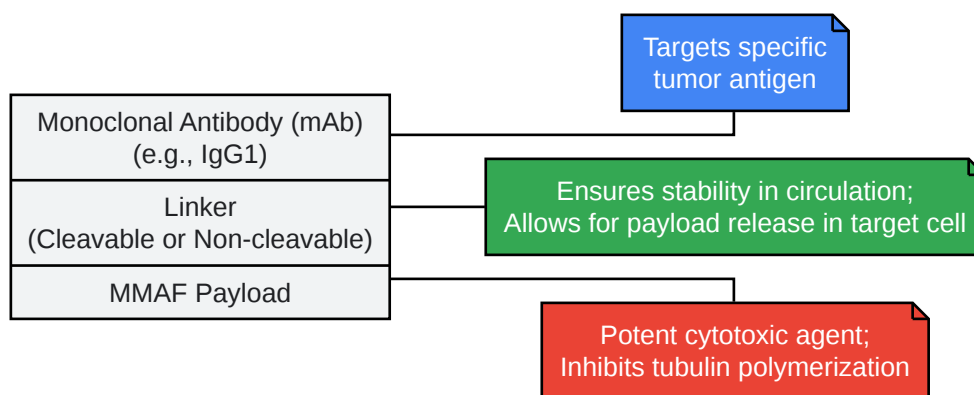 Targets specific
tumor antigen
Monoclonal Antibody (mAb)
(e.g., IgG1)
Linker
(Cleavable or Non-cleavable)
MMAF Payload
Ensures stability in circulation;
Allows for payload release in target cell
Potent cytotoxic agent;
Inhibits tubulin polymerization